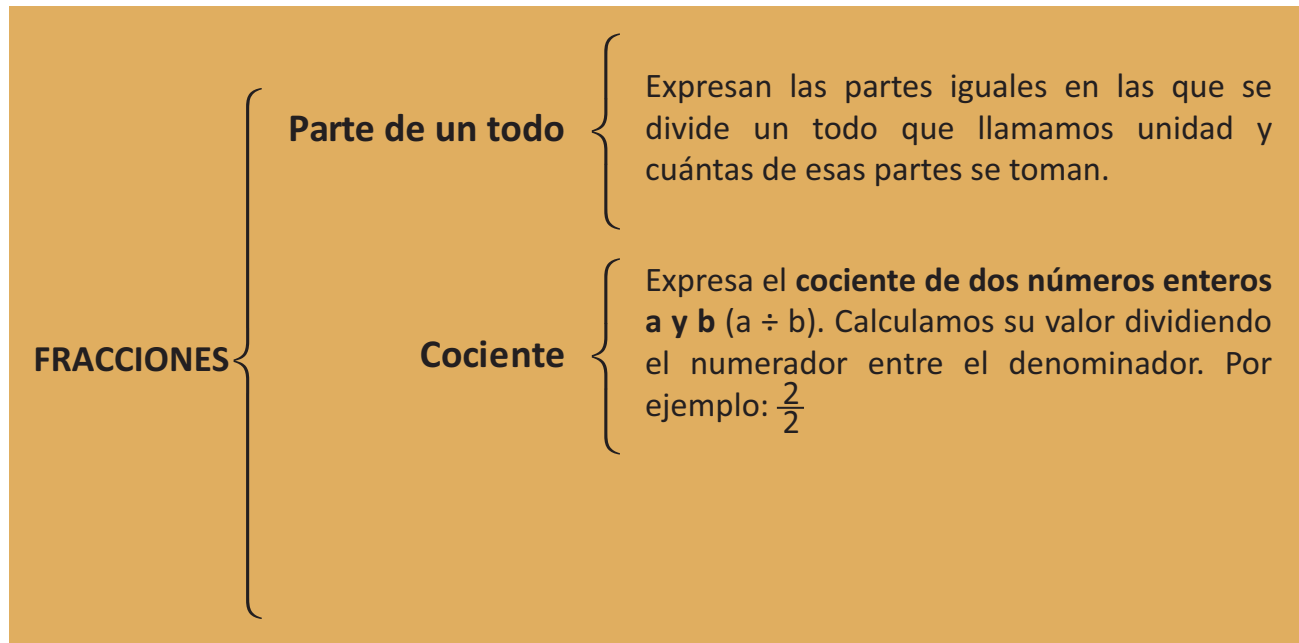 Parte de un todo
Expresan las partes iguales en las que se
divide un todo que llamamos unidad y
cuántas de esas partes se toman.
FRACCIONES
Cociente
Expresa el cociente de dos números enteros
a y b (a ÷ b). Calculamos su valor dividiendo
el numerador entre el denominador. Por
ejemplo: 2/2